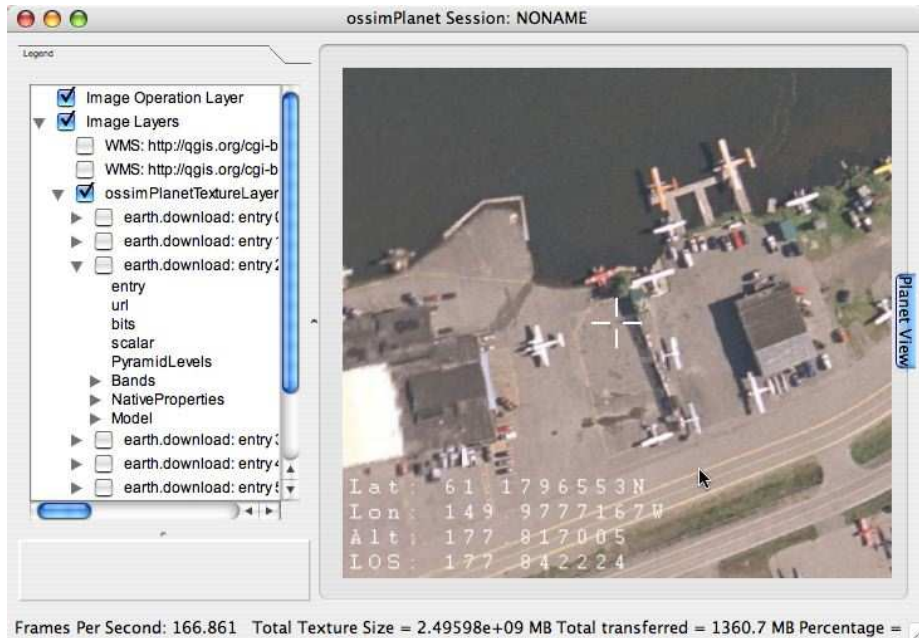 ossimPlanet Session: NONAME
Legend
Image Operation Layer
Image Layers
WMS: http://qgis.org/cgi-b
WMS: http://qgis.org/cgi-b
ossimPlanetTextureLayer
earth.download: entry
earth.download: entry
earth.download: entry 2
entry
url
bits
scalar
PyramidLevels
Bands
NativeProperties
Model
earth.download: entry
earth.download: entry
earth.download: entry
Planet View
Lat: 61.1796553N
Lon: 149.9777167W
Alt: 177.817005
LOS: 177.842224
Frames Per Second: 166.861 Total Texture Size = 2.49598e+09 MB Total transferred = 1360.7 MB Percentage =